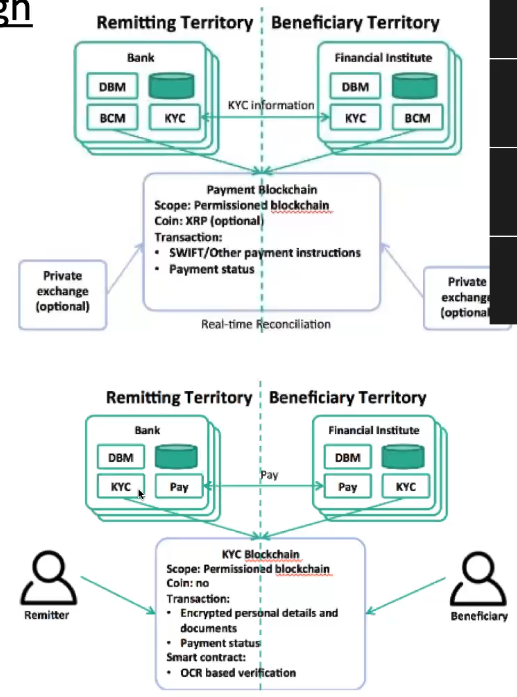 Remitting Territory
Beneficiary Territory
Bank
DBM
BCM
KYC
KYC information
Financial Institute
DBM
KYC
BCM
Payment Blockchain
Scope: Permissioned blockchain
Coin: XRP (optional)
Transaction:
• SWIFT/Other payment instructions
• Payment status
Private
exchange
(optional)
Private
exchange
(optional
Real-time Reconciliation
Remitting Territory
Beneficiary Territory
Bank
DBM
KYC
Pay
Pay
Financial Institute
DBM
Pay
KYC
KYC Blockchain
Scope: Permissioned blockchain
Coin: no
Transaction:
• Encrypted personal details and
documents
• Payment status
Smart contract:
• OCR based verification
Remitter
Beneficiary